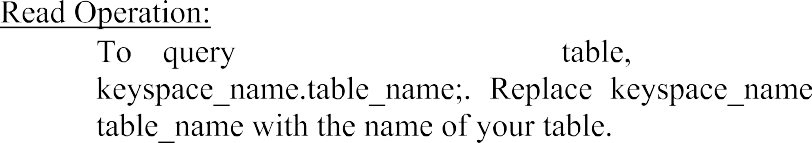 Read Operation:
To query table,
keyspace_name.table_name;. Replace keyspace_name
table_name with the name of your table.